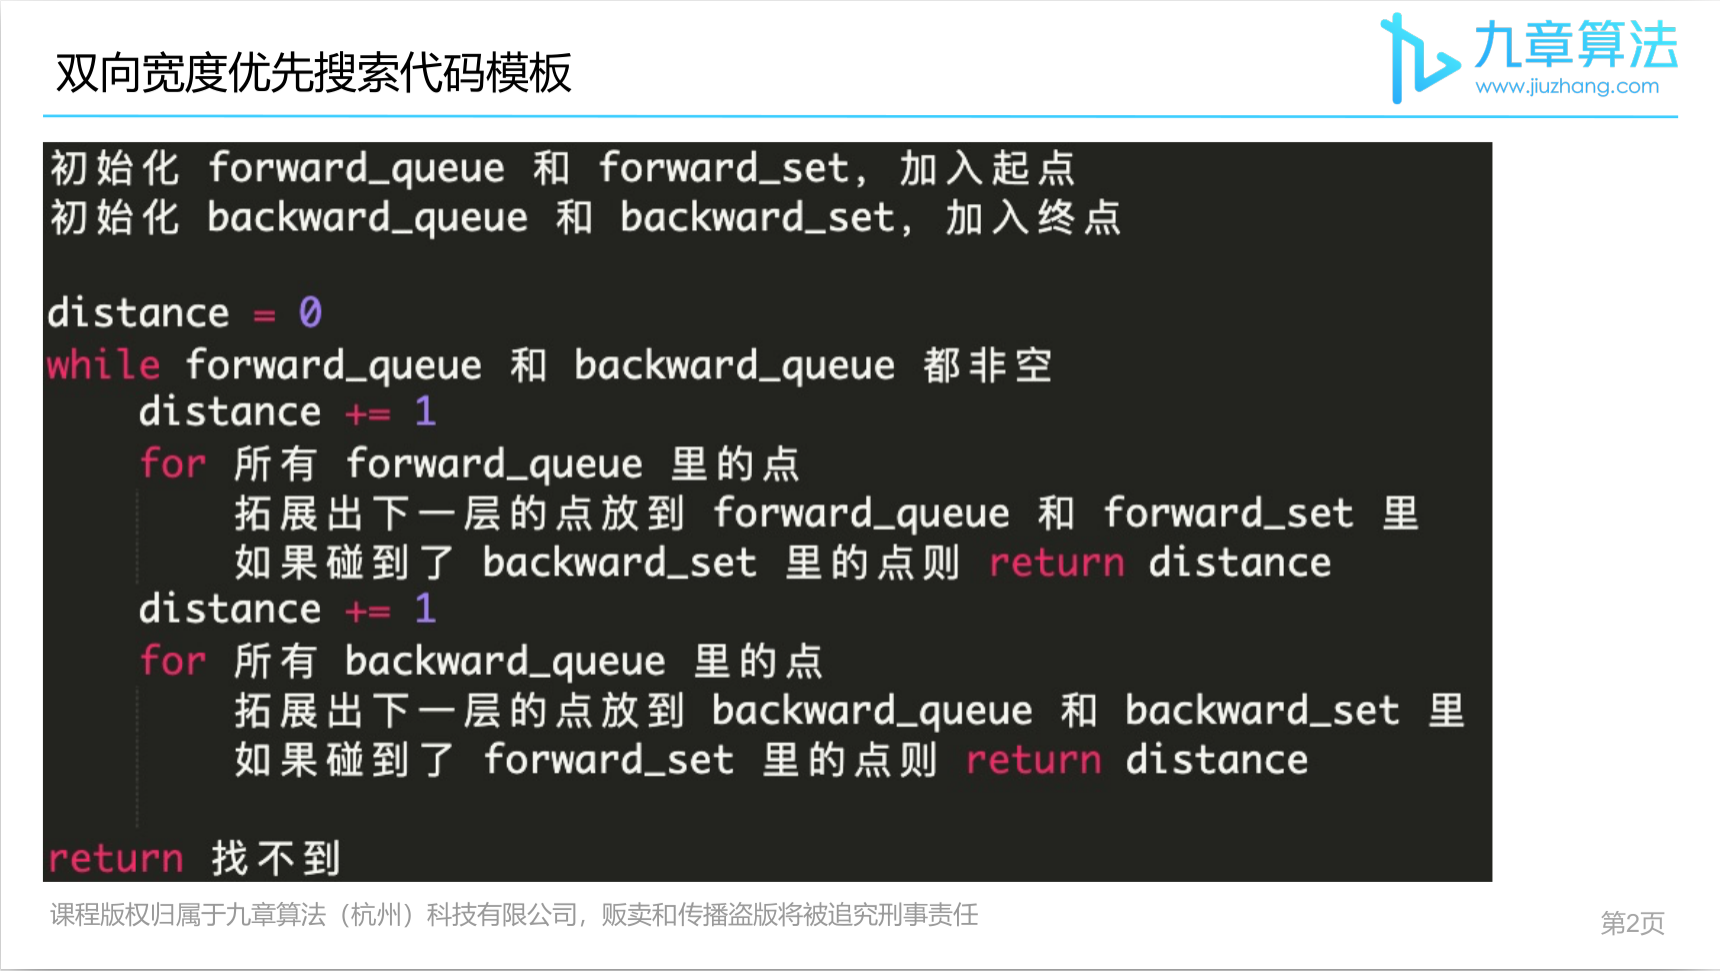 双向宽度优先搜索代码模板
九章算法
www.jiuzhang.com
初始化 forward_queue 和 forward_set，加入起点
初始化 backward_queue 和 backward_set，加入终点
distance = 0
while forward_queue 和 backward_queue 都非空
distance += 1
for 所有 forward_queue 里的点
拓展出下一层的点放到 forward_queue 和 forward_set 里
如果碰到了 backward_set 里的点则 return distance
distance += 1
for 所有 backward_queue 里的点
拓展出下一层的点放到 backward_queue 和 backward_set 里
如果碰到了 forward_set 里的点则 return distance
return 找不到
课程版权归属于九章算法（杭州）科技有限公司，贩卖和传播盗版将被追究刑事责任
第2页